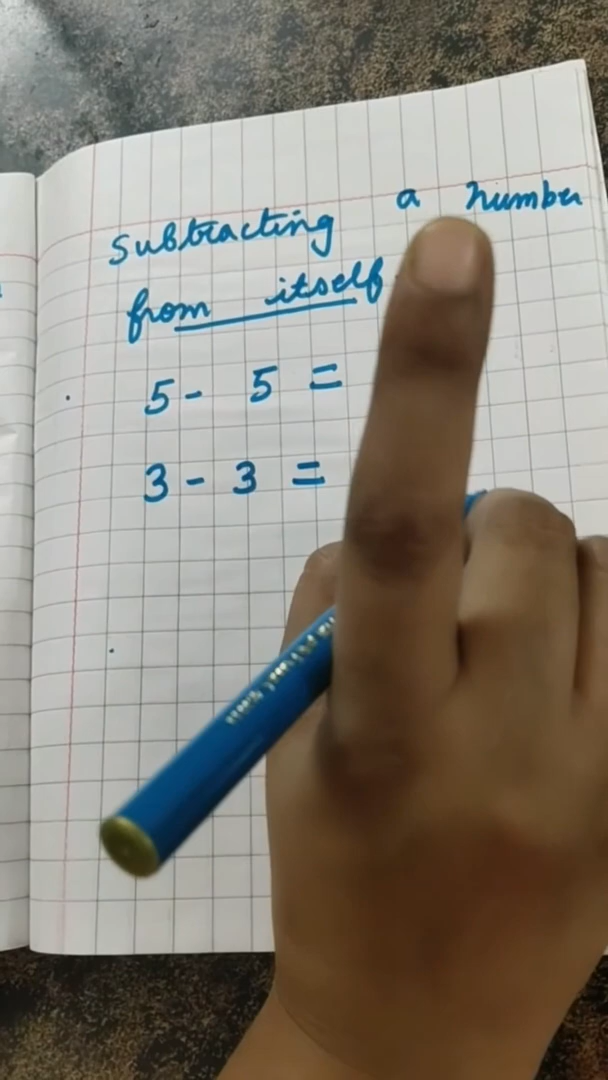 Subtracting a number
from itself
5 - 5 =
3 - 3 =